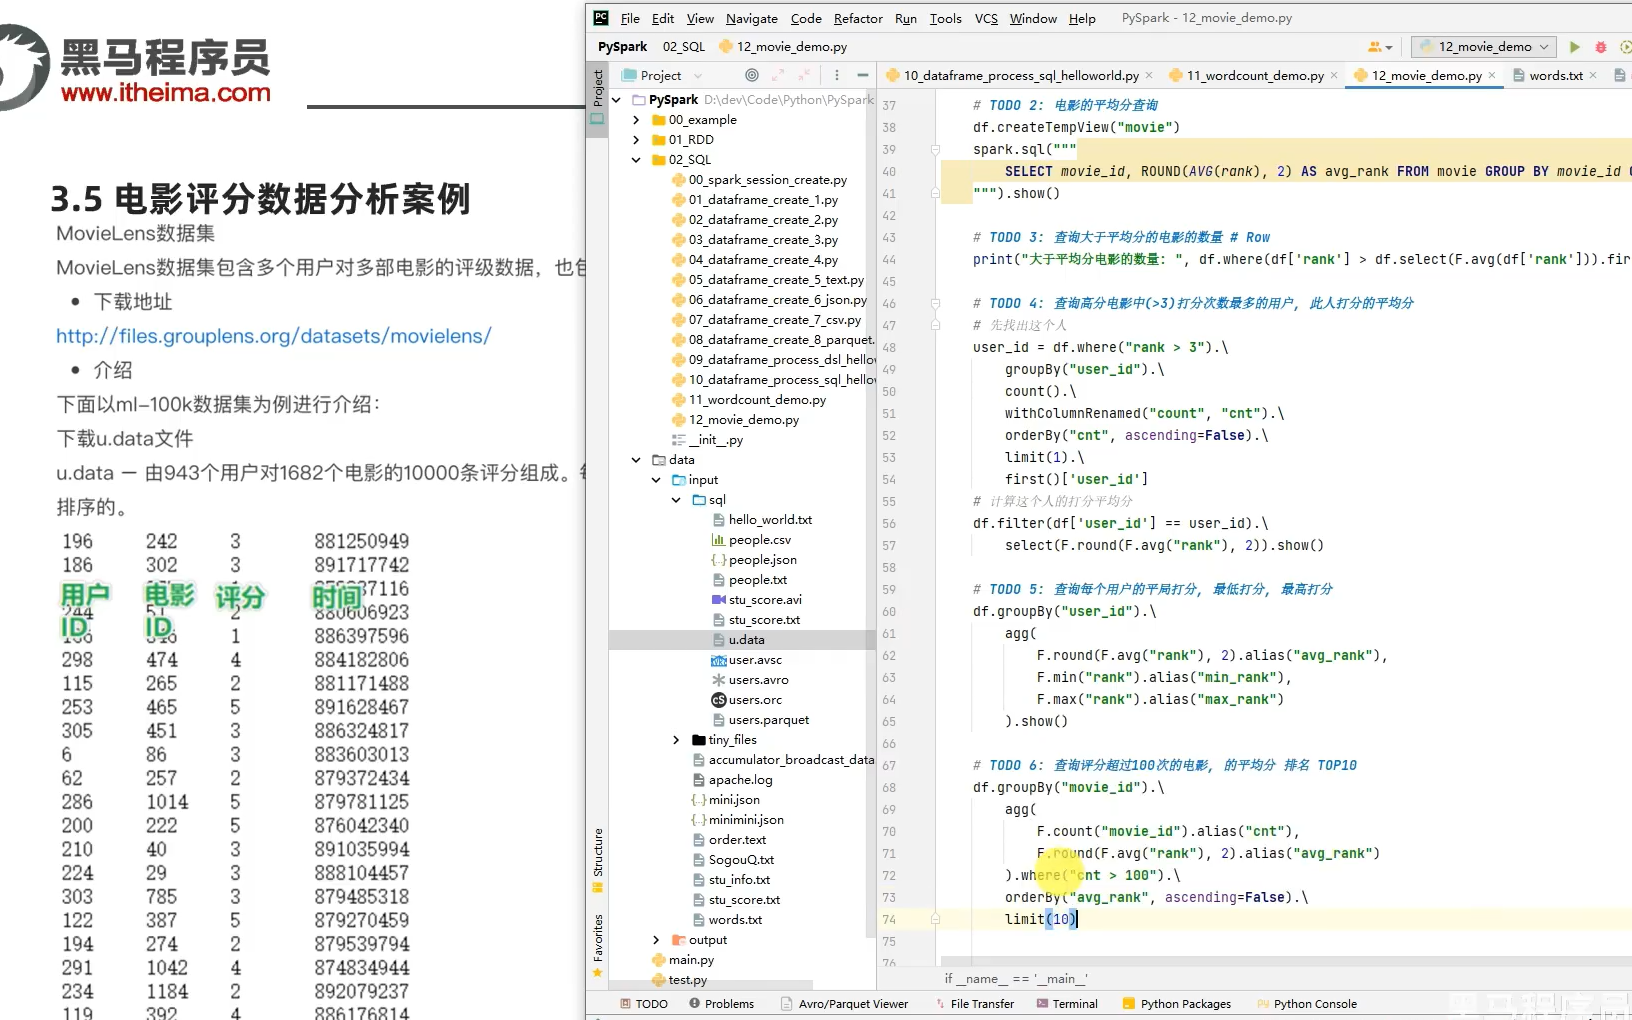 黑马程序员
www.itheima.com
3.5 电影评分数据分析案例
MovieLens数据集
MovieLens数据集包含多个用户对多部电影的评级数据，也
• 下载地址
http://files.grouplens.org/datasets/movielens/
• 介绍
下面以ml-100k数据集为例进行介绍：
下载u.data文件
u.data — 由943个用户对1682个电影的10000条评分组成。
排序的。
196 242 3 881250949
186 302 3 891717742
用户ID 电影ID 评分 时间
244 51 2 880606923
346 1 886397596
298 474 4 884182806
115 265 2 881171488
253 465 5 891628467
305 451 3 886324817
6 86 3 883603013
62 257 2 879372434
286 1014 5 879781125
200 222 5 876042340
210 40 3 891035994
224 29 3 888104457
303 785 3 879485318
122 387 5 879270459
194 274 2 879539794
291 1042 4 874834944
234 1184 2 892079237
119 392 4 886176814
PC File Edit View Navigate Code Refactor Run Tools VCS Window Help PySpark - 12_movie_demo.py
PySpark 02_SQL 12_movie_demo.py 12_movie_demo
Project 10_dataframe_process_sql_helloworld.py 11_wordcount_demo.py 12_movie_demo.py words.txt
Project
Structure
Favorites
PySpark D:\dev\Code\Python\PySpark
00_example
01_RDD
02_SQL
00_spark_session_create.py
01_dataframe_create_1.py
02_dataframe_create_2.py
03_dataframe_create_3.py
04_dataframe_create_4.py
05_dataframe_create_5_text.py
06_dataframe_create_6_json.py
07_dataframe_create_7_csv.py
08_dataframe_create_8_parquet.
09_dataframe_process_dsl_hellow
10_dataframe_process_sql_hellow
11_wordcount_demo.py
12_movie_demo.py
__init__.py
data
input
sql
hello_world.txt
people.csv
people.json
people.txt
stu_score.avi
stu_score.txt
u.data
user.avsc
users.avro
users.orc
users.parquet
tiny_files
accumulator_broadcast_data
apache.log
mini.json
minimini.json
order.text
SogouQ.txt
stu_info.txt
stu_score.txt
words.txt
output
main.py
test.py
37 # TODO 2: 电影的平均分查询
38 df.createTempView("movie")
39 spark.sql("""
40 SELECT movie_id, ROUND(AVG(rank), 2) AS avg_rank FROM movie GROUP BY movie_id
41 """).show()
42
43 # TODO 3: 查询大于平均分的电影的数量 # Row
44 print("大于平均分电影的数量: ", df.where(df['rank'] > df.select(F.avg(df['rank'])).fir
45
46 # TODO 4: 查询高分电影中(>3)打分次数最多的用户, 此人打分的平均分
47 # 先找出这个人
48 user_id = df.where("rank > 3").\
49 groupBy("user_id").\
50 count().\
51 withColumnRenamed("count", "cnt").\
52 orderBy("cnt", ascending=False).\
53 limit(1).\
54 first()['user_id']
55 # 计算这个人的打分平均分
56 df.filter(df['user_id'] == user_id).\
57 select(F.round(F.avg("rank"), 2)).show()
58
59 # TODO 5: 查询每个用户的平局打分, 最低打分, 最高打分
60 df.groupBy("user_id").\
61 agg(
62 F.round(F.avg("rank"), 2).alias("avg_rank"),
63 F.min("rank").alias("min_rank"),
64 F.max("rank").alias("max_rank")
65 ).show()
66
67 # TODO 6: 查询评分超过100次的电影, 的平均分 排名 TOP10
68 df.groupBy("movie_id").\
69 agg(
70 F.count("movie_id").alias("cnt"),
71 F.round(F.avg("rank"), 2).alias("avg_rank")
72 ).where("cnt > 100").\
73 orderBy("avg_rank", ascending=False).\
74 limit(10)
75
76
if __name__ == '__main__'
TODO Problems Avro/Parquet Viewer File Transfer Terminal Python Packages Python Console